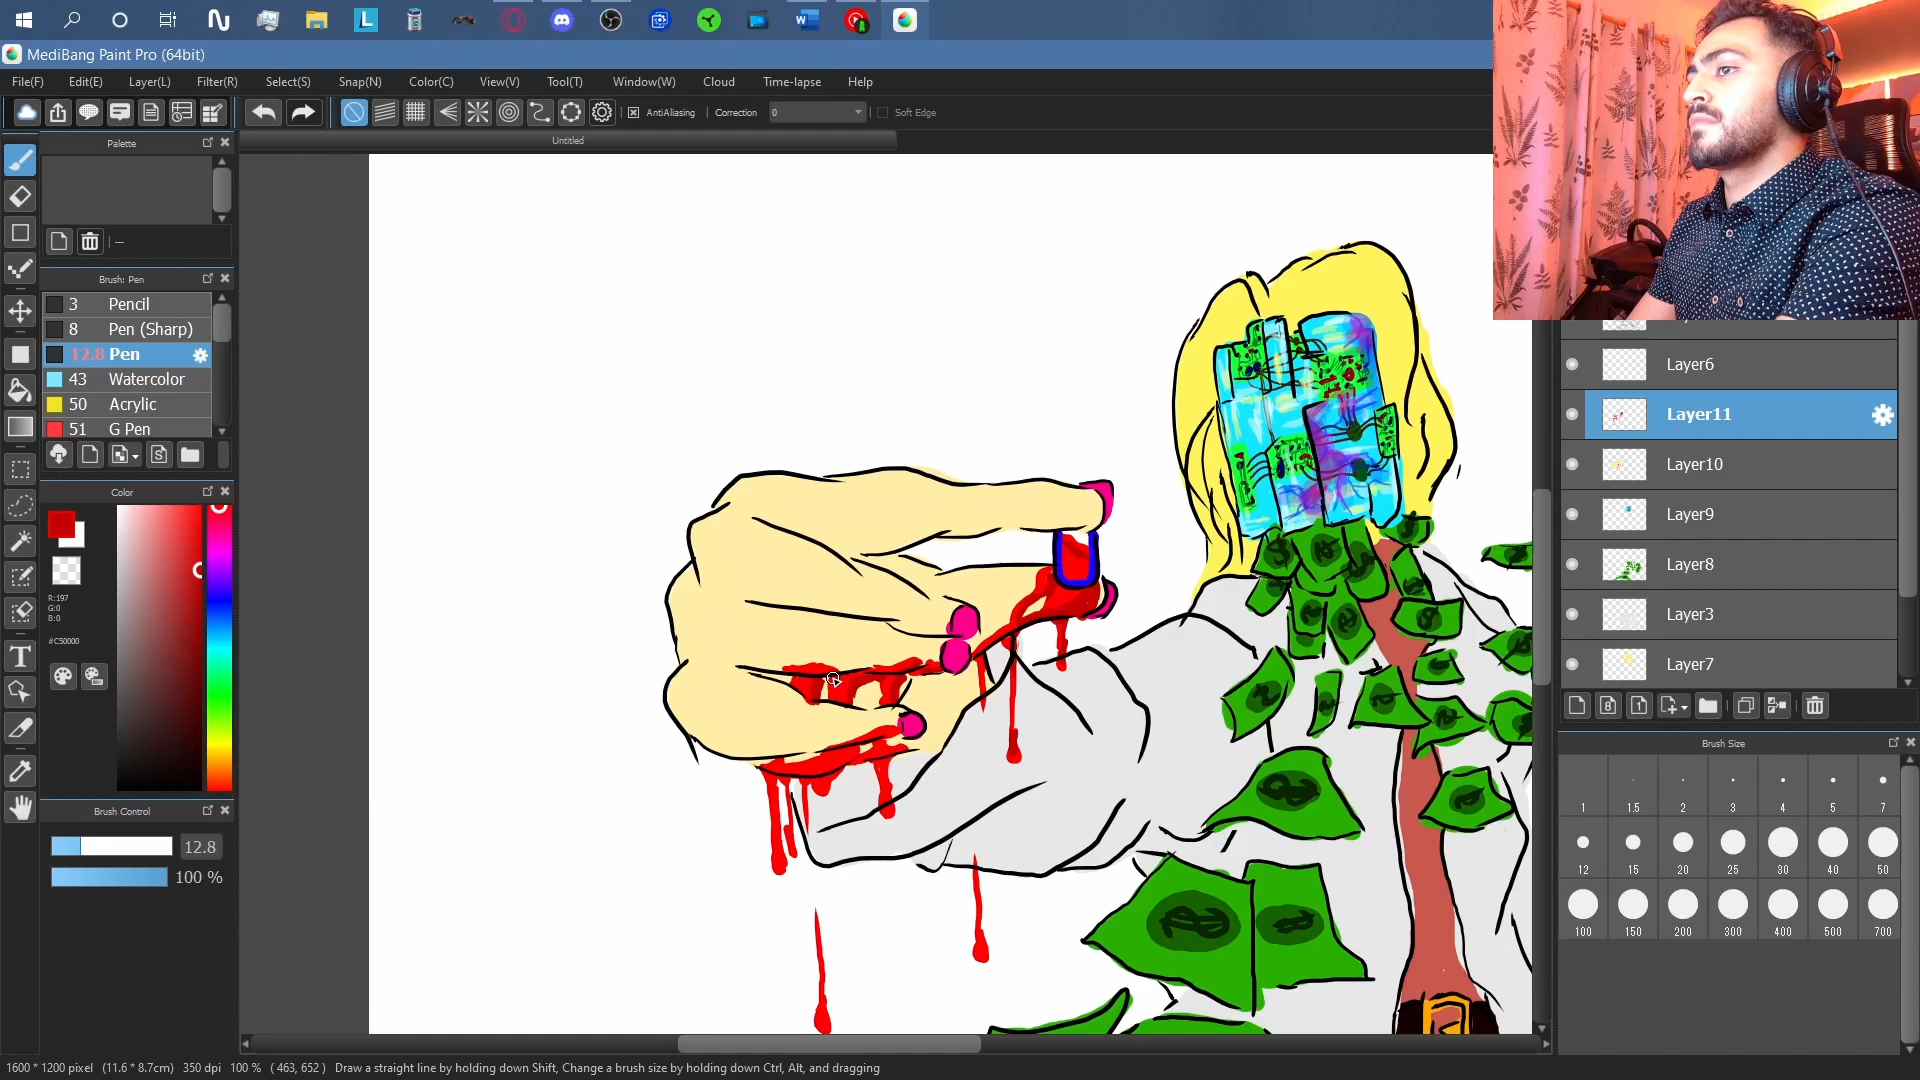 L
W
A
MediBang Paint Pro (64bit)
File(F) Edit(E) Layer(L) Filter(R) Select(S) Snap(N) Color(C) View(V) Tool(T) Window(W) Cloud Time-lapse Help
AntiAliasing Correction 0 Soft Edge
Untitled
Palette
--
Brush: Pen
3 Pencil
8 Pen (Sharp)
12.8 Pen
43 Watercolor
50 Acrylic
51 G Pen
Color
R:197
G:0
B:0
#C50000
Brush Control
12.8
100 %
Layer6
Layer11
Layer10
Layer9
Layer8
Layer3
Layer7
8 1
Brush Size
1 1.5 2 3 4 5 7
12 15 20 25 30 40 50
100 150 200 300 400 500 700
1600 * 1200 pixel (11.6 * 8.7cm) 350 dpi 100 % ( 463, 652 ) Draw a straight line by holding down Shift, Change a brush size by holding down Ctrl, Alt, and dragging